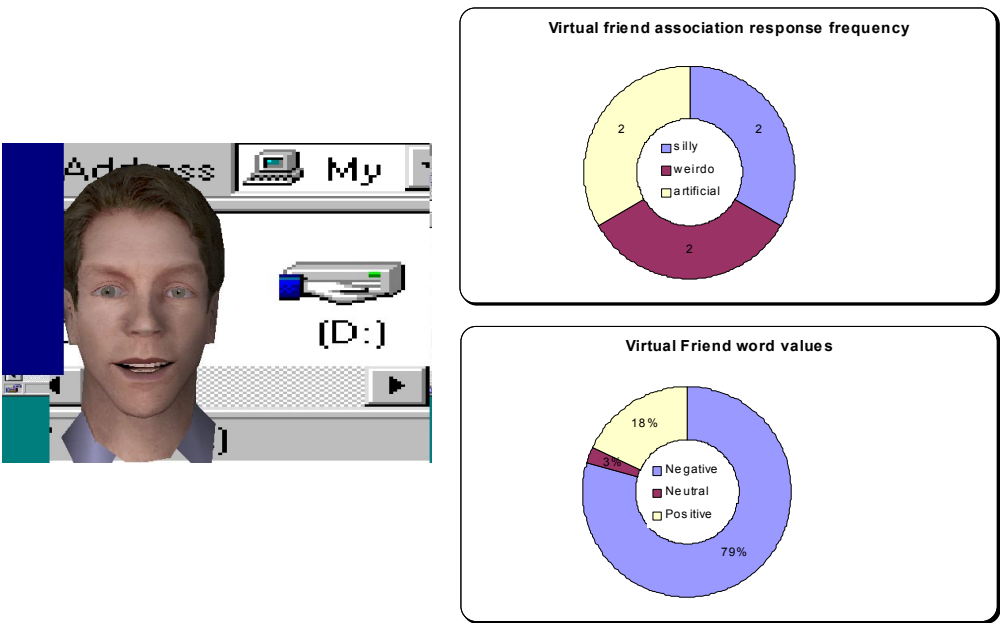 Address
My
(D:)
)
Virtual friend association response frequency
2
2
2
silly
weirdo
artificial
Virtual Friend word values
18%
3%
79%
Negative
Neutral
Positive